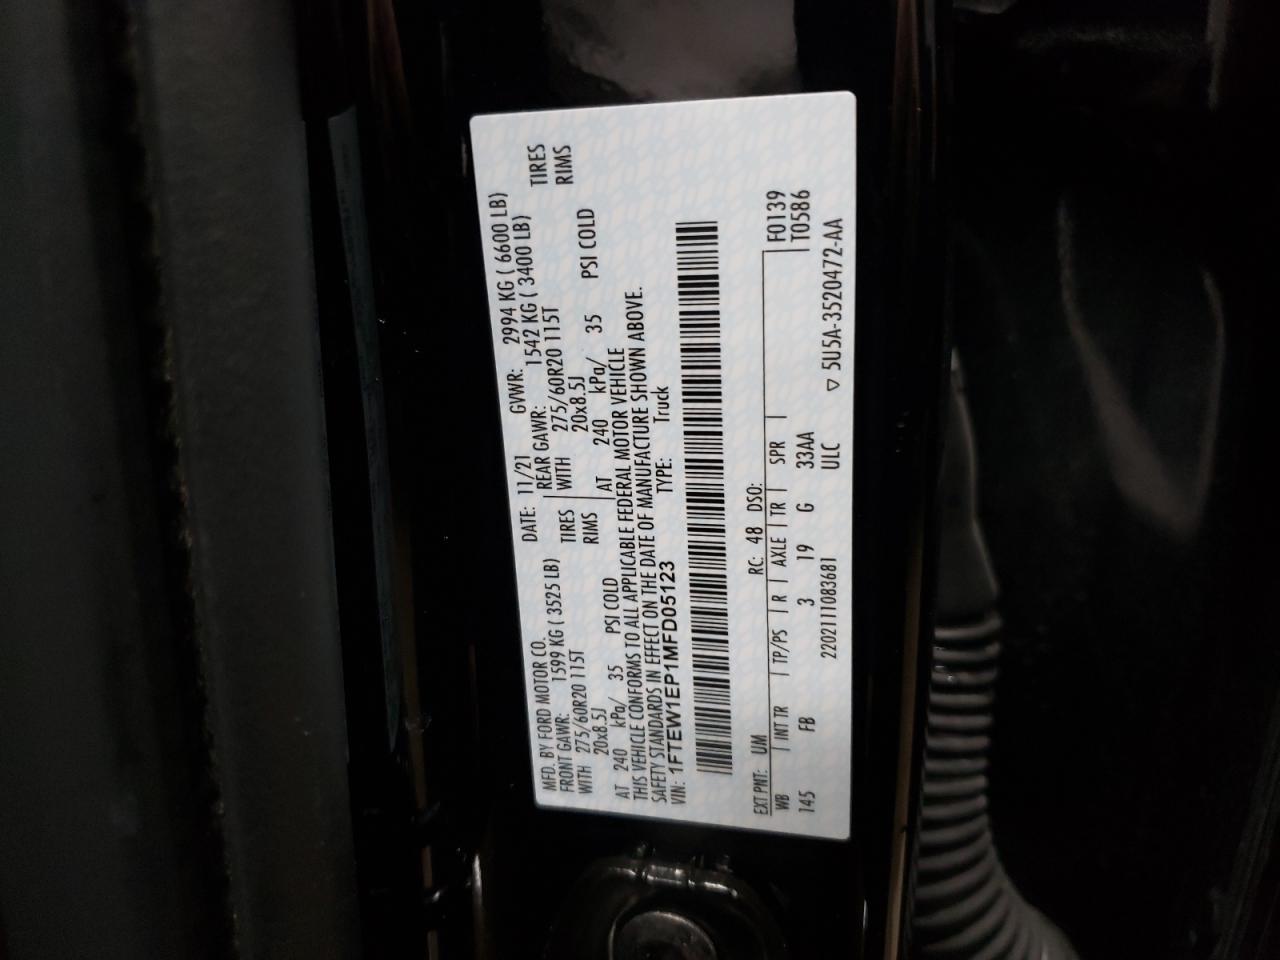 MFD. BY FORD MOTOR CO. DATE: 11/21 GVWR: 2994 KG ( 6600 LB)
FRONT GAWR: 1599 KG ( 3525 LB) REAR GAWR: 1542 KG ( 3400 LB)
WITH 275/60R20 115T TIRES WITH 275/60R20 115T TIRES
20x8.5J RIMS 20x8.5J RIMS
AT 240 kPa/ 35 PSI COLD AT 240 kPa/ 35 PSI COLD
THIS VEHICLE CONFORMS TO ALL APPLICABLE FEDERAL MOTOR VEHICLE
SAFETY STANDARDS IN EFFECT ON THE DATE OF MANUFACTURE SHOWN ABOVE.
VIN: 1FTEW1EP1MFD05123 TYPE: Truck
EXT PNT: UM RC: 48 DSO: F0139
WB INT TR TP/PS R AXLE TR SPR T0586
145 FB 3 19 G 33AA
2202111083681 ULC ▽ 5U5A-3520472-AA